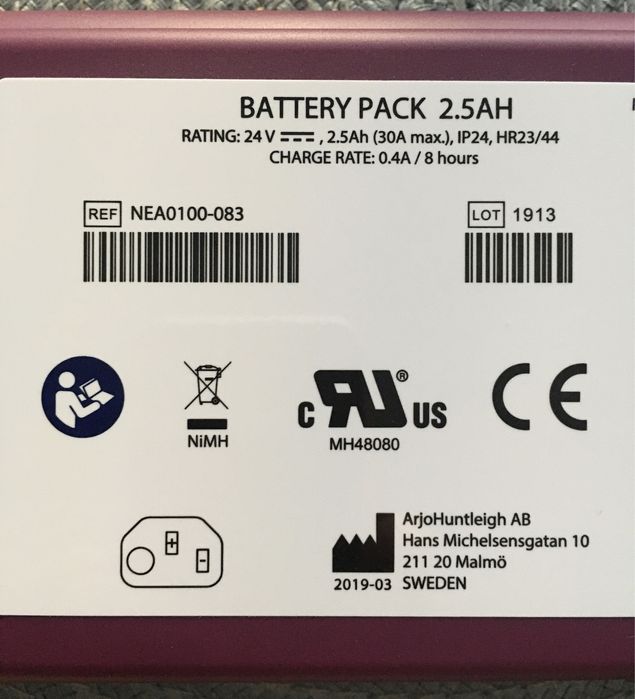 BATTERY PACK 2.5AH
RATING: 24 V ⎓, 2.5Ah (30A max.), IP24, HR23/44
CHARGE RATE: 0.4A / 8 hours
REF NEA0100-083
LOT 1913
NiMH
c RU ® US
MH48080
CE
+
-
ArjoHuntleigh AB
Hans Michelsensgatan 10
211 20 Malmö
2019-03 SWEDEN